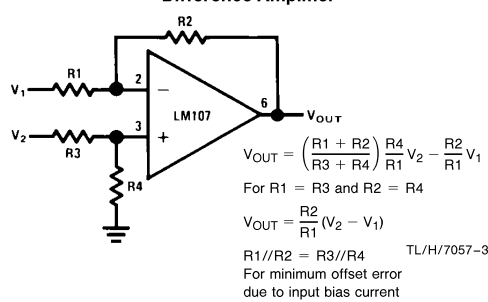 Difference Amplifier
R2
R1
V1
2
−
LM107
6
VOUT
V2
3
+
R3
R4
VOUT = (R1 + R2 / R3 + R4) R4/R1 V2 − R2/R1 V1
For R1 = R3 and R2 = R4
VOUT = R2/R1 (V2 − V1)
R1//R2 = R3//R4
TL/H/7057–3
For minimum offset error
due to input bias current